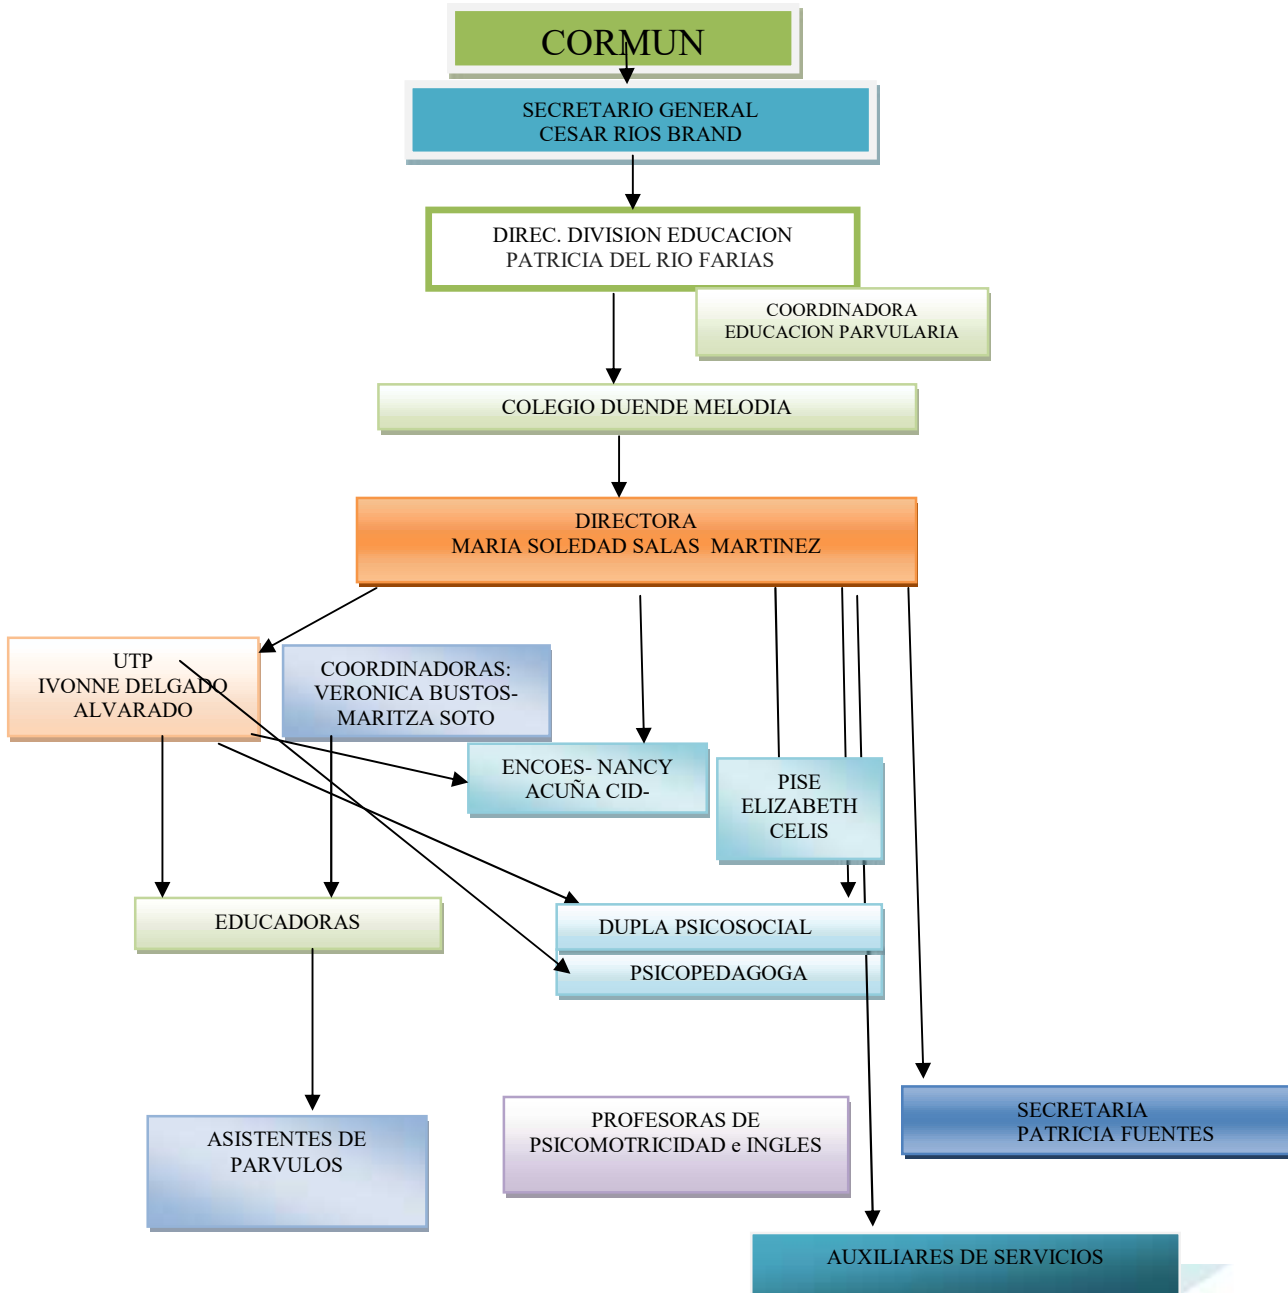 CORMUN
SECRETARIO GENERAL
CESAR RIOS BRAND
DIREC. DIVISION EDUCACION
PATRICIA DEL RIO FARIAS
COORDINADORA
EDUCACION PARVULARIA
COLEGIO DUENDE MELODIA
DIRECTORA
MARIA SOLEDAD SALAS MARTINEZ
UTP
IVONNE DELGADO
ALVARADO
COORDINADORAS:
VERONICA BUSTOS-
MARITZA SOTO
ENCOES- NANCY
ACUÑA CID-
PISE
ELIZABETH
CELIS
EDUCADORAS
DUPLA PSICOSOCIAL
PSICOPEDAGOGA
ASISTENTES DE
PARVULOS
PROFESORAS DE
PSICOMOTRICIDAD e INGLES
SECRETARIA
PATRICIA FUENTES
AUXILIARES DE SERVICIOS